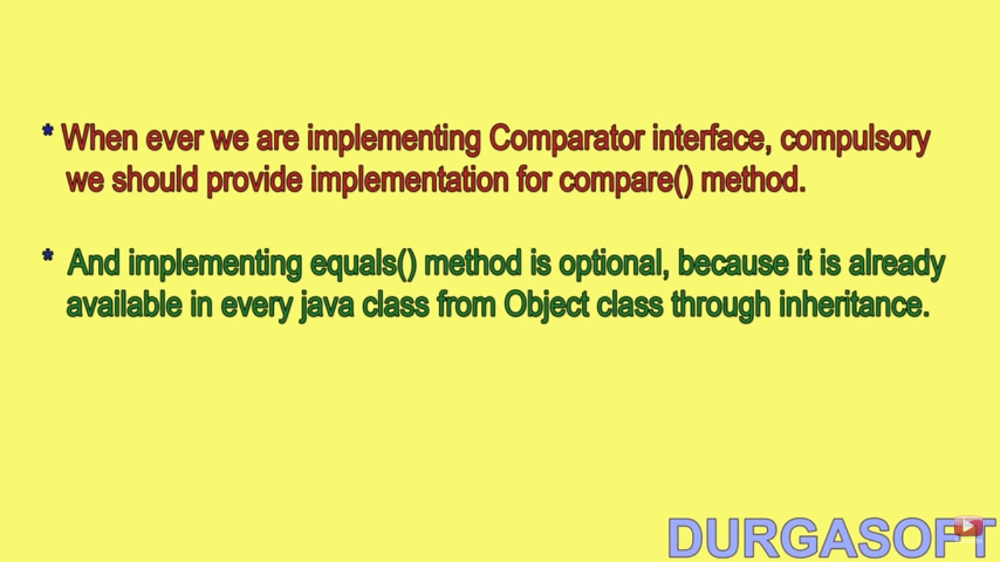 * When ever we are implementing Comparator interface, compulsory
we should provide implementation for compare() method.
* And implementing equals() method is optional, because it is already
available in every java class from Object class through inheritance.
DURGASOFT